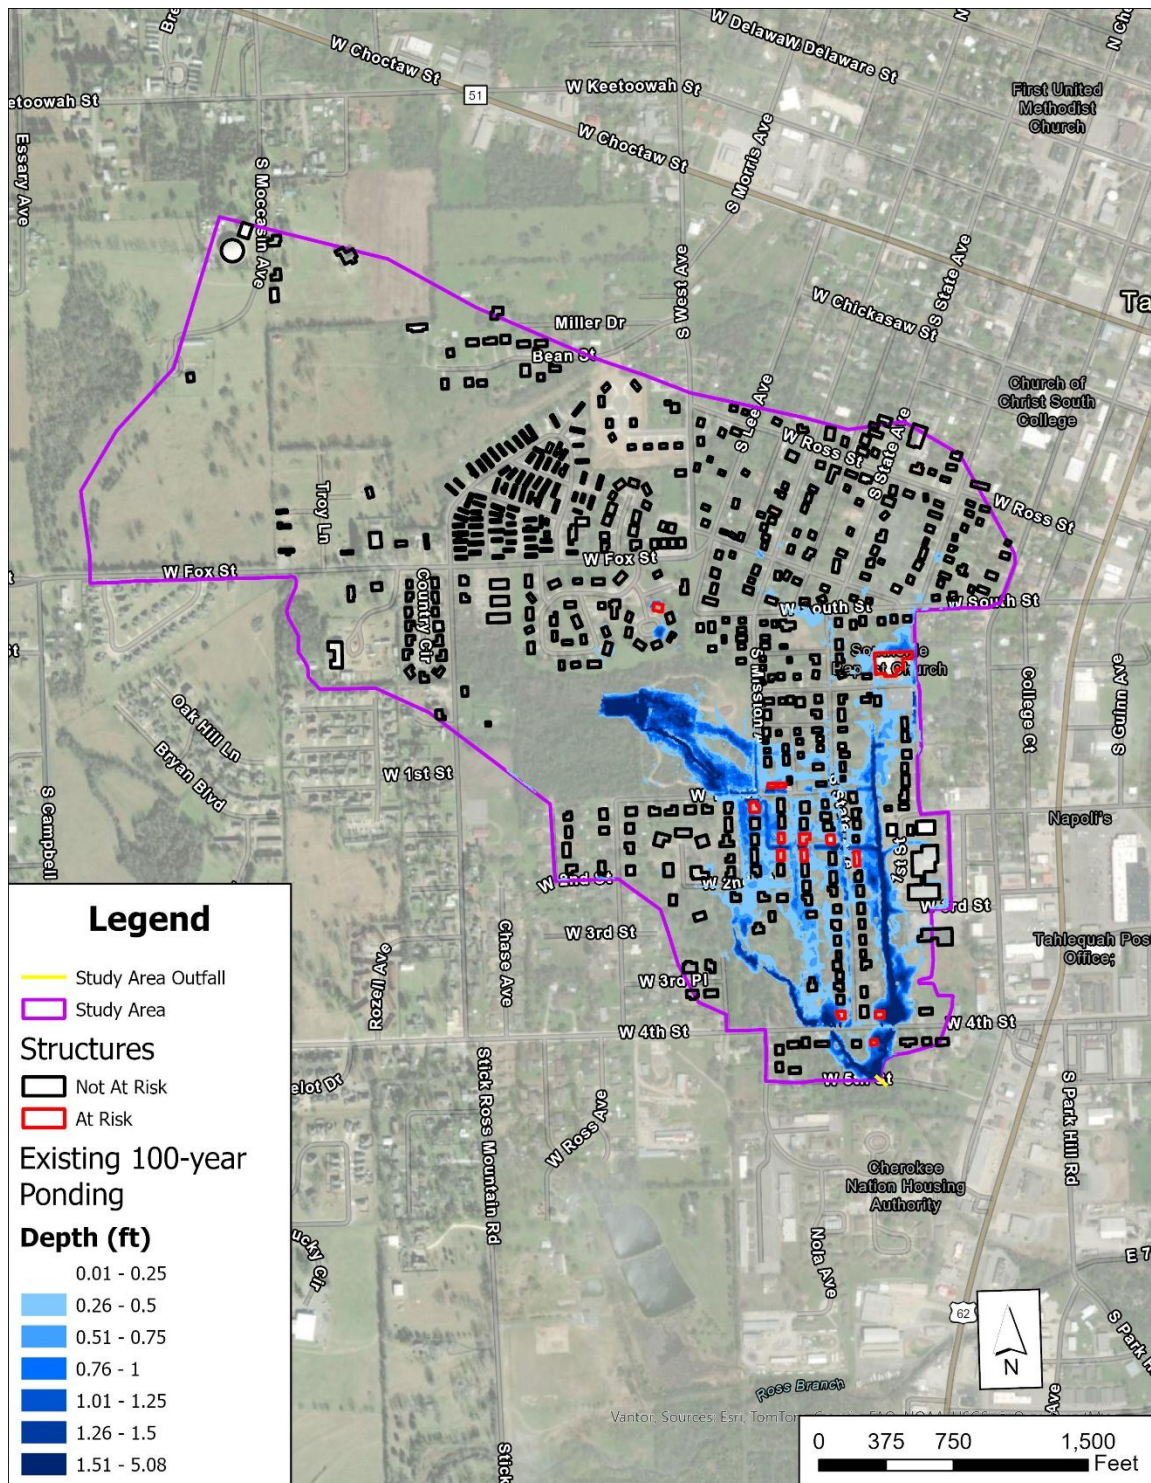 W Delaware St
W Choctaw St
W Keetoowah St
51
First United
Methodist
Church
Essary Ave
W Choctaw St
S Morris Ave
S Moccasin Ave
S West Ave
S State Ave
W Chickasaw St
Miller Dr
Bean St
Church of
Christ South
College
S Lee Ave
W Ross St
S State Ave
Troy Ln
W Ross St
W Fox St
W Fox St
Country Cir
W South St
W South St
Baptist Church
College Ct
S Guinn Ave
Oak Hill Ln
Bryan Blvd
W 1st St
S Campbell
Napoli's
W 2nd St
W 3rd St
W 3rd St
Chase Ave
Rozell Ave
Tahlequah Post
Office;
W 3rd Pl
W 4th St
W 4th St
W 5th St
Stick Ross Mountain Rd
W Ross Ave
S Park Hill Rd
Cherokee
Nation Housing
Authority
Nola Ave
E 7
62
N
Ross Branch
Legend
Study Area Outfall
Study Area
Structures
Not At Risk
At Risk
Existing 100-year
Ponding
Depth (ft)
0.01 - 0.25
0.26 - 0.5
0.51 - 0.75
0.76 - 1
1.01 - 1.25
1.26 - 1.5
1.51 - 5.08
Vantor, Sources: Esri,
0 375 750 1,500
Feet